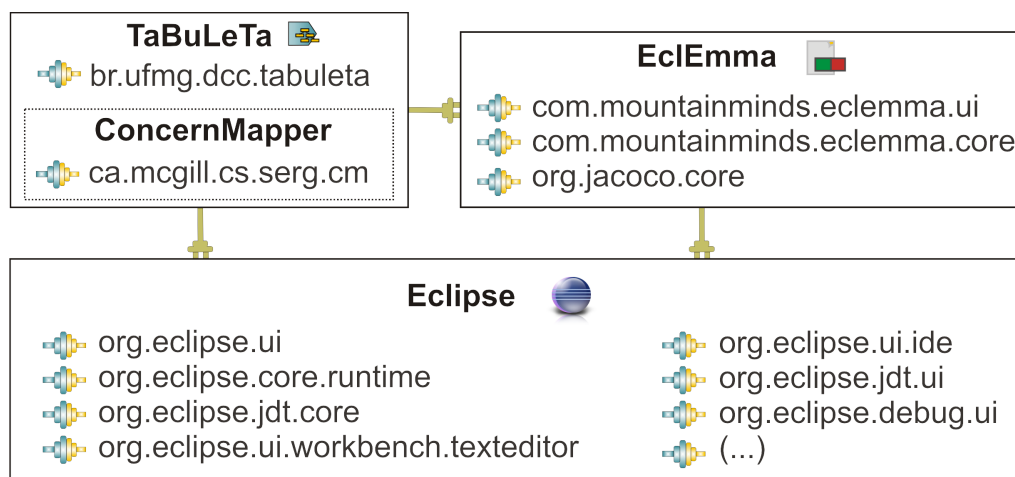 TaBuLeTa
br.ufmg.dcc.tabuleta
ConcernMapper
ca.mcgill.cs.serg.cm
EclEmma
com.mountainminds.eclemma.ui
com.mountainminds.eclemma.core
org.jacoco.core
Eclipse
org.eclipse.ui
org.eclipse.core.runtime
org.eclipse.jdt.core
org.eclipse.ui.workbench.texteditor
org.eclipse.ui.ide
org.eclipse.jdt.ui
org.eclipse.debug.ui
(...)